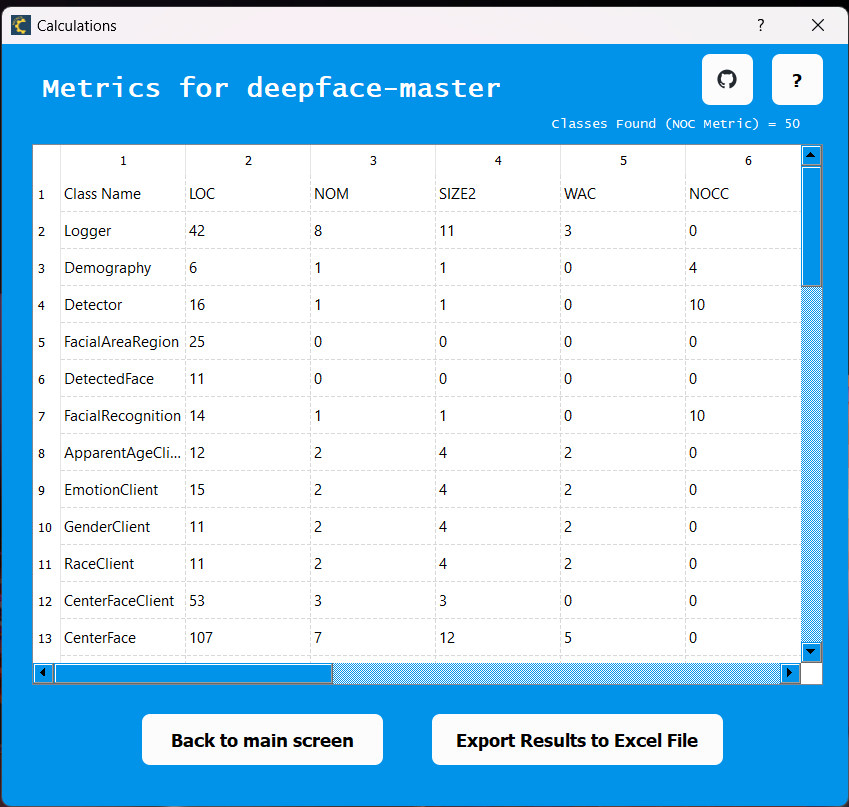 Calculations ?
Metrics for deepface-master
?
Classes Found (NOC Metric) = 50
1 2 3 4 5 6
1 Class Name LOC NOM SIZE2 WAC NOCC
2 Logger 42 8 11 3 0
3 Demography 6 1 1 0 4
4 Detector 16 1 1 0 10
5 FacialAreaRegion 25 0 0 0 0
6 DetectedFace 11 0 0 0 0
7 FacialRecognition 14 1 1 0 10
8 ApparentAgeCli... 12 2 4 2 0
9 EmotionClient 15 2 4 2 0
10 GenderClient 11 2 4 2 0
11 RaceClient 11 2 4 2 0
12 CenterFaceClient 53 3 3 0 0
13 CenterFace 107 7 12 5 0
Back to main screen Export Results to Excel File